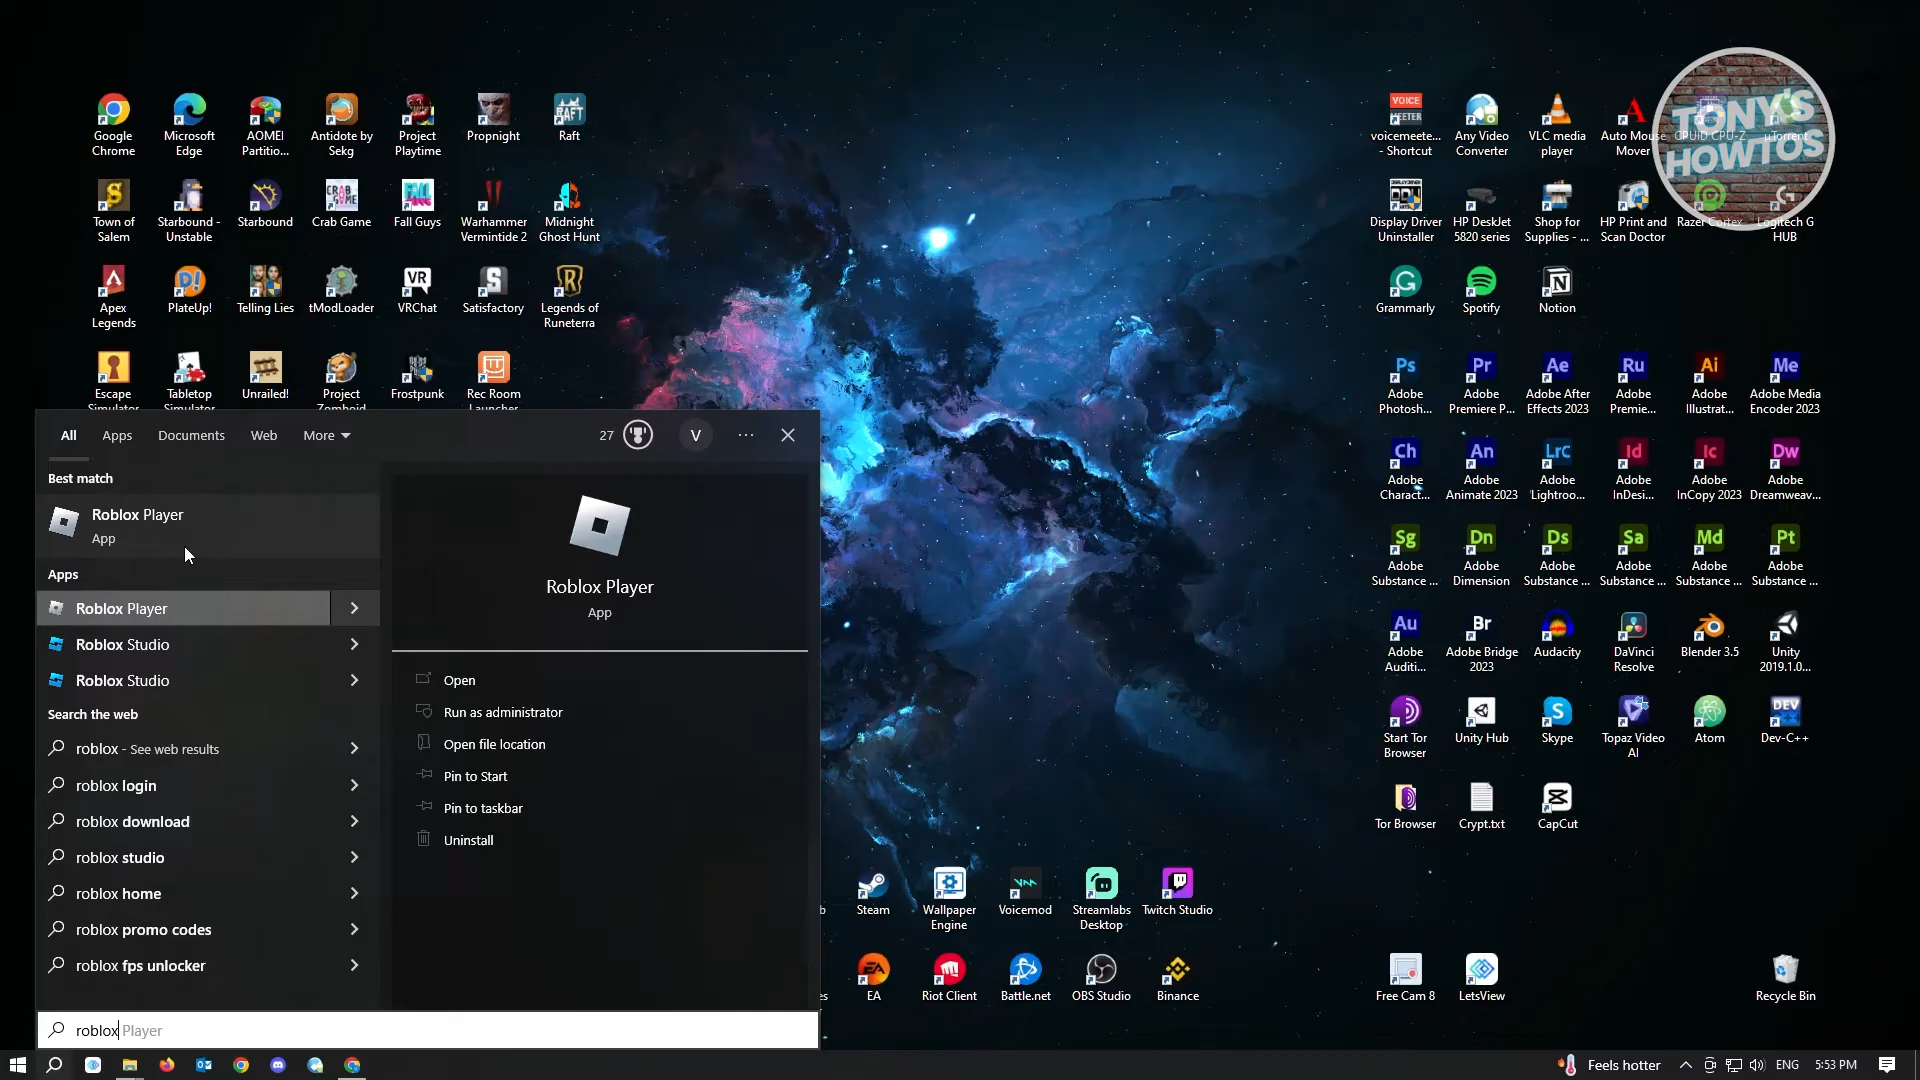 Google
Chrome
Microsoft
Edge
AOMEI
Partitio...
Antidote by
Sekg
Project
Playtime
Propnight
Raft
Town of
Salem
Starbound -
Unstable
Starbound
Crab Game
Fall Guys
Warhammer
Vermintide 2
Midnight
Ghost Hunt
Apex
Legends
PlateUp!
Telling Lies
tModLoader
VRChat
Satisfactory
Legends of
Runeterra
Escape
Simulator
Tabletop
Simulator
Unrailed!
Project
Zomboid
Frostpunk
Rec Room
Launcher
voicemeete...
- Shortcut
Any Video
Converter
VLC media
player
Auto Mouse
Mover
CPUID CPU-Z
µTorrent
TONY'S
HOWTOS
Display Driver
Uninstaller
HP DeskJet
5820 series
Shop for
Supplies - ...
HP Print and
Scan Doctor
Razer Cortex
Logitech G
HUB
Grammarly
Spotify
Notion
Adobe
Photosh...
Adobe
Premiere P...
Adobe After
Effects 2023
Adobe
Premie...
Adobe
Illustrat...
Adobe Media
Encoder 2023
Adobe
Charact...
Adobe
Animate 2023
Adobe
Lightroo...
Adobe
InDesi...
Adobe
InCopy 2023
Adobe
Dreamweav...
Adobe
Substance ...
Adobe
Dimension
Adobe
Substance ...
Adobe
Substance ...
Adobe
Substance ...
Adobe
Substance ...
Adobe
Auditi...
Adobe Bridge
2023
Audacity
DaVinci
Resolve
Blender 3.5
Unity
2019.1.0...
Start Tor
Browser
Unity Hub
Skype
Topaz Video
AI
Atom
Dev-C++
Tor Browser
Crypt.txt
CapCut
Steam
Wallpaper
Engine
Voicemod
Streamlabs
Desktop
Twitch Studio
EA
Riot Client
Battle.net
OBS Studio
Binance
Free Cam 8
LetsView
Recycle Bin
All
Apps
Documents
Web
More
27
V
Best match
Roblox Player
App
Apps
Roblox Player
Roblox Studio
Roblox Studio
Search the web
roblox - See web results
roblox login
roblox download
roblox studio
roblox home
roblox promo codes
roblox fps unlocker
Roblox Player
App
Open
Run as administrator
Open file location
Pin to Start
Pin to taskbar
Uninstall
roblox Player
Feels hotter
ENG
5:53 PM